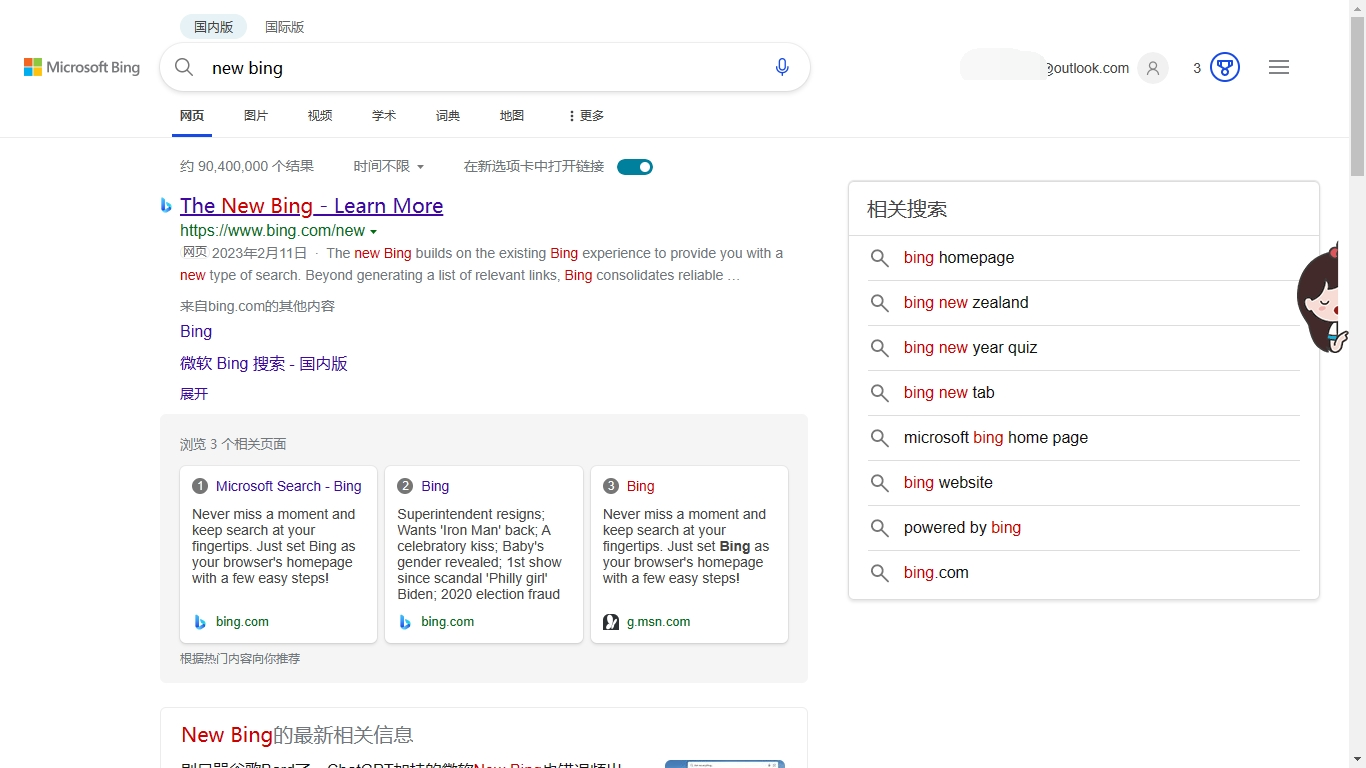 国内版 国际版
Microsoft Bing
new bing
@outlook.com
3
网页 图片 视频 学术 词典 地图 更多
约 90,400,000 个结果 时间不限 在新选项卡中打开链接
The New Bing - Learn More
https://www.bing.com/new
网页 2023年2月11日 · The new Bing builds on the existing Bing experience to provide you with a
new type of search. Beyond generating a list of relevant links, Bing consolidates reliable …
来自bing.com的其他内容
Bing
微软 Bing 搜索 - 国内版
展开
浏览 3 个相关页面
1 Microsoft Search - Bing
Never miss a moment and
keep search at your
fingertips. Just set Bing as
your browser's homepage
with a few easy steps!
bing.com
2 Bing
Superintendent resigns;
Wants 'Iron Man' back; A
celebratory kiss; Baby's
gender revealed; 1st show
since scandal 'Philly girl'
Biden; 2020 election fraud
bing.com
3 Bing
Never miss a moment and
keep search at your
fingertips. Just set Bing as
your browser's homepage
with a few easy steps!
g.msn.com
根据热门内容向你推荐
New Bing的最新相关信息
相关搜索
bing homepage
bing new zealand
bing new year quiz
bing new tab
microsoft bing home page
bing website
powered by bing
bing.com